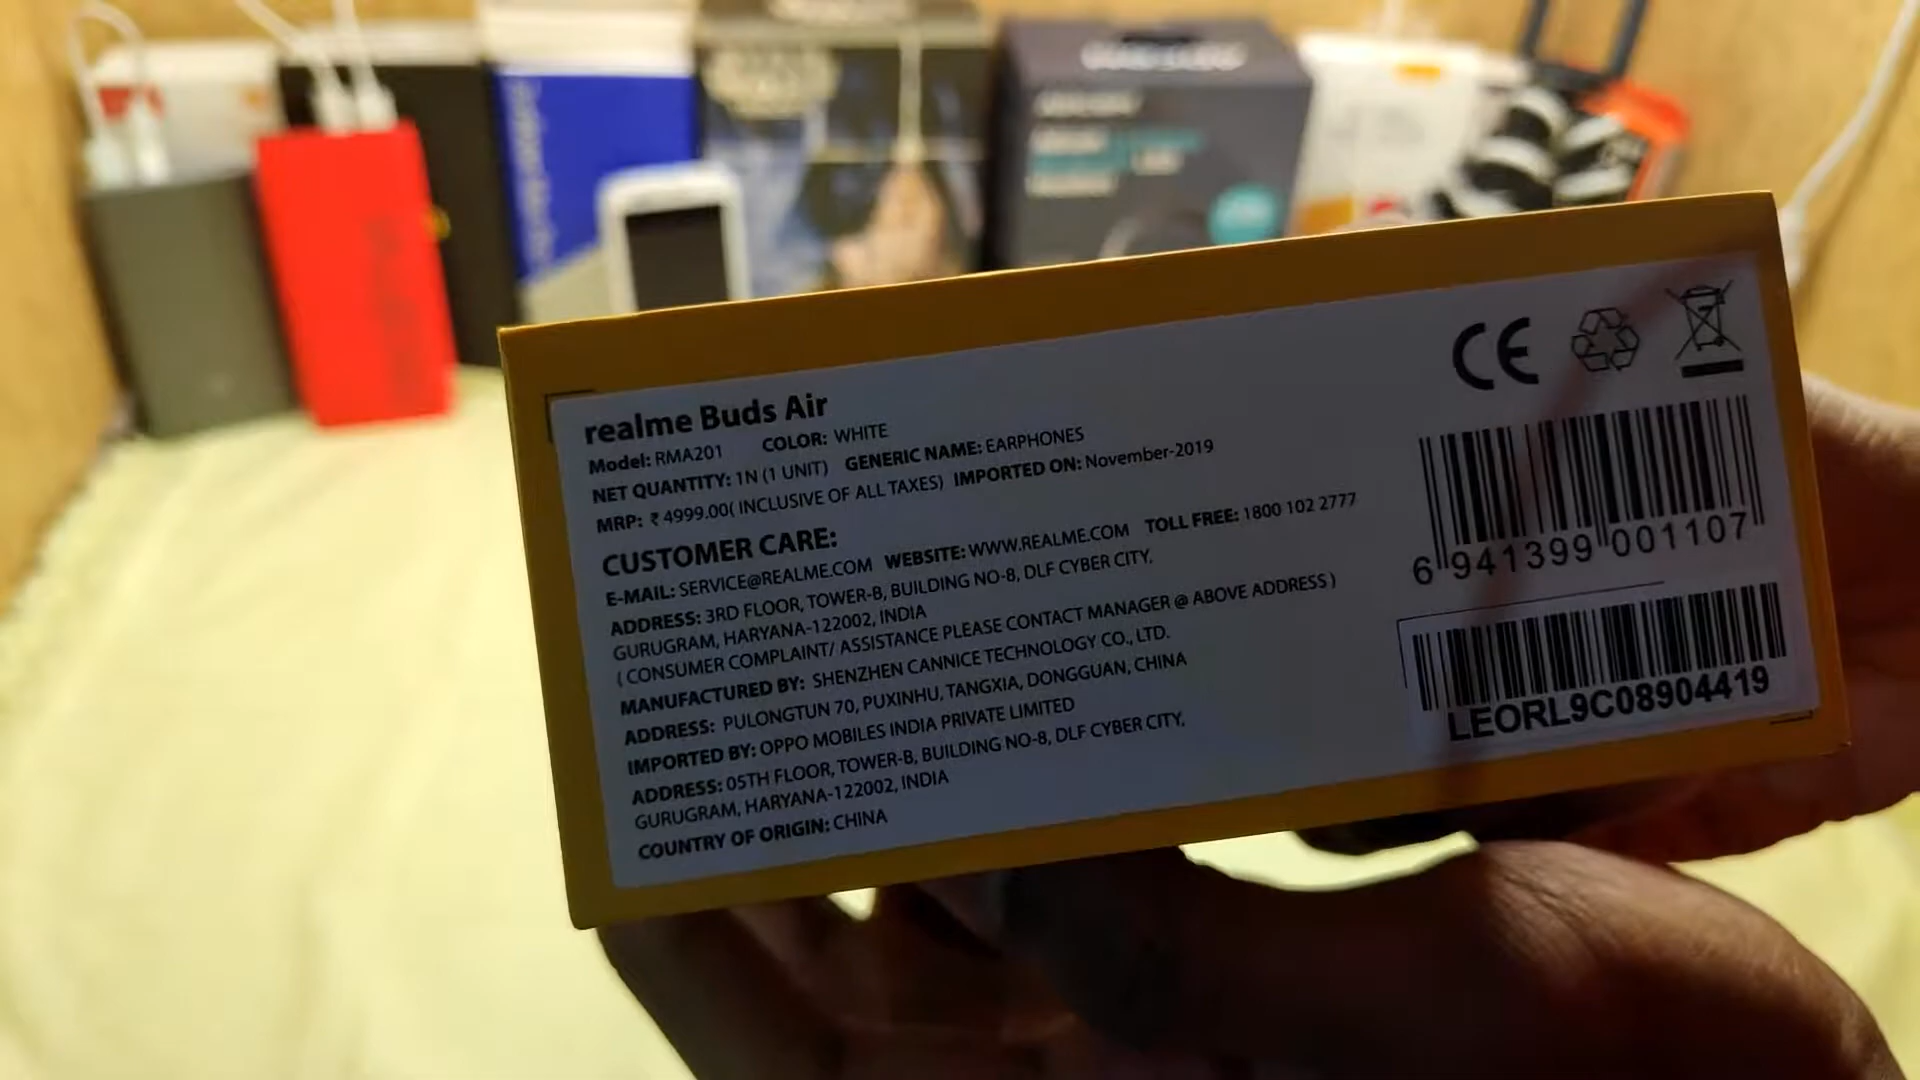 realme Buds Air
Model: RMA201 COLOR: WHITE
NET QUANTITY: 1N (1 UNIT) GENERIC NAME: EARPHONES
MRP: ₹ 4999.00( INCLUSIVE OF ALL TAXES) IMPORTED ON: November-2019
CUSTOMER CARE:
E-MAIL: SERVICE@REALME.COM WEBSITE: WWW.REALME.COM TOLL FREE: 1800 102 2777
ADDRESS: 3RD FLOOR, TOWER-B, BUILDING NO-8, DLF CYBER CITY,
GURUGRAM, HARYANA-122002, INDIA
( CONSUMER COMPLAINT/ ASSISTANCE PLEASE CONTACT MANAGER @ ABOVE ADDRESS )
MANUFACTURED BY: SHENZHEN CANNICE TECHNOLOGY CO., LTD.
ADDRESS: PULONGTUN 70, PUXINHU, TANGXIA, DONGGUAN, CHINA
IMPORTED BY: OPPO MOBILES INDIA PRIVATE LIMITED
ADDRESS: 05TH FLOOR, TOWER-B, BUILDING NO-8, DLF CYBER CITY,
GURUGRAM, HARYANA-122002, INDIA
COUNTRY OF ORIGIN: CHINA
CE
7
6 941399 001107
LEORL9C08904419